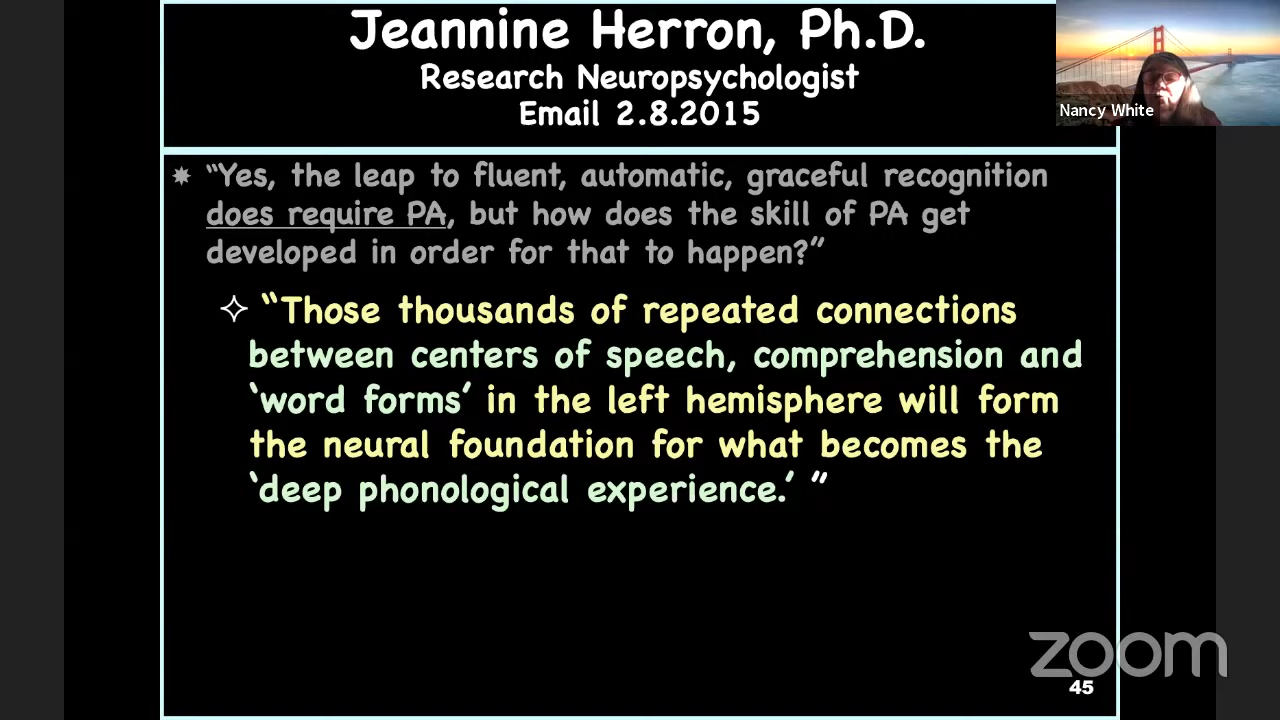 Jeannine Herron, Ph.D.
Research Neuropsychologist
Email 2.8.2015
Nancy White
“Yes, the leap to fluent, automatic, graceful recognition
does require PA, but how does the skill of PA get
developed in order for that to happen?”
“Those thousands of repeated connections
between centers of speech, comprehension and
‘word forms’ in the left hemisphere will form
the neural foundation for what becomes the
‘deep phonological experience.’ ”
zoom
45